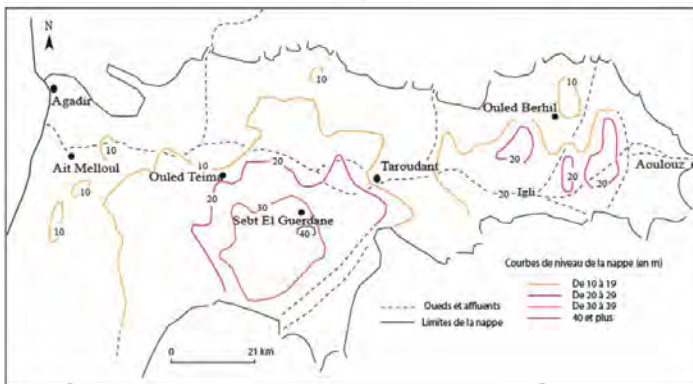 N
Agadir
10
10
Ouled Berhil
10
Ait Melloul
10
20
Taroudant
Aoulouz
Ouled Teima
10
20
20
20
20
Igli
20
30
Sebt El Guerdane
40
10
10
Courbes de niveau de la nappe (en m)
De 10 à 19
De 20 à 29
De 30 à 39
40 et plus
Oueds et affluents
Limites de la nappe
0
21 km